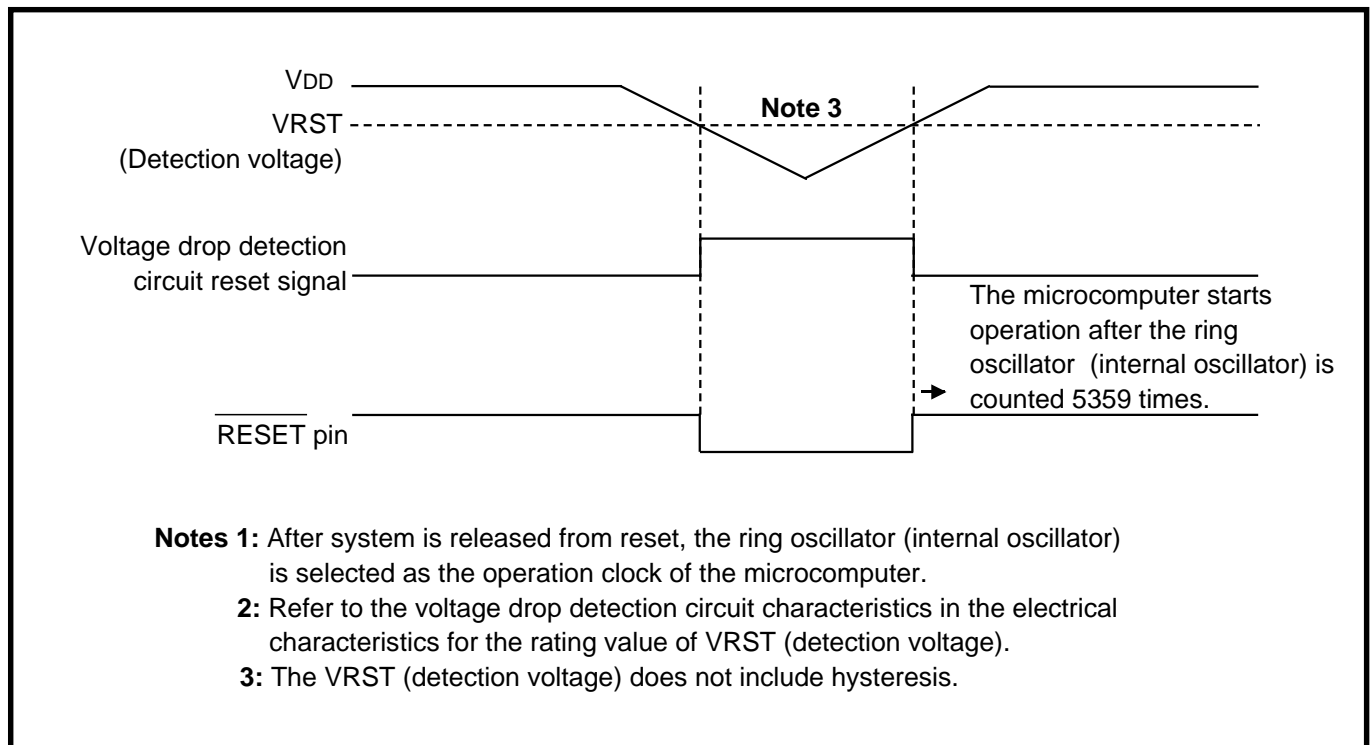 VDD
VRST
(Detection voltage)
Note 3
Voltage drop detection
circuit reset signal
The microcomputer starts
operation after the ring
oscillator (internal oscillator) is
counted 5359 times.
RESET pin
Notes 1: After system is released from reset, the ring oscillator (internal oscillator)
is selected as the operation clock of the microcomputer.
2: Refer to the voltage drop detection circuit characteristics in the electrical
characteristics for the rating value of VRST (detection voltage).
3: The VRST (detection voltage) does not include hysteresis.